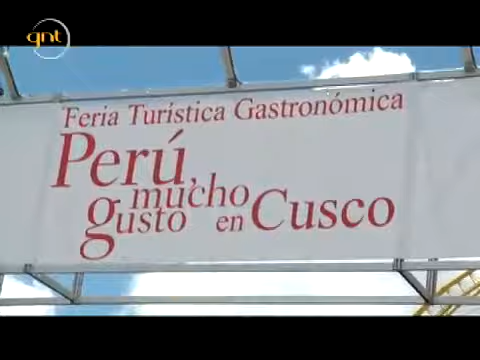 gnt
Feria Turística Gastronómica
Perú,
mucho
gusto en Cusco